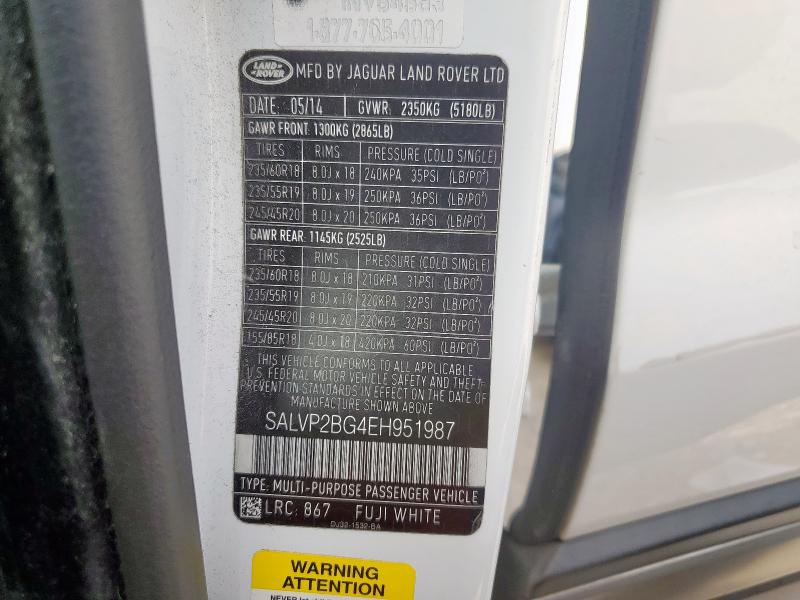 1-877-765-4001
LAND ROVER
MFD BY JAGUAR LAND ROVER LTD
DATE: 05/14 GVWR: 2350KG (5180LB)
GAWR FRONT: 1300KG (2865LB)
TIRES RIMS PRESSURE (COLD SINGLE)
235/60R18 8.0J x 18 240KPA 35PSI (LB/PO²)
235/55R19 8.0J x 19 250KPA 36PSI (LB/PO²)
245/45R20 8.0J x 20 250KPA 36PSI (LB/PO²)
GAWR REAR: 1145KG (2525LB)
TIRES RIMS PRESSURE (COLD SINGLE)
235/60R18 8.0J x 18 210KPA 31PSI (LB/PO²)
235/55R19 8.0J x 19 220KPA 32PSI (LB/PO²)
245/45R20 8.0J x 20 220KPA 32PSI (LB/PO²)
155/85R18 4.0J x 18 420KPA 60PSI (LB/PO²)
THIS VEHICLE CONFORMS TO ALL APPLICABLE
U.S. FEDERAL MOTOR VEHICLE SAFETY AND THEFT
PREVENTION STANDARDS IN EFFECT ON THE DATE OF
MANUFACTURE SHOWN ABOVE
SALVP2BG4EH951987
TYPE: MULTI-PURPOSE PASSENGER VEHICLE
LRC: 867 FUJI WHITE
DJ32-1532-BA
WARNING
ATTENTION
NEVER